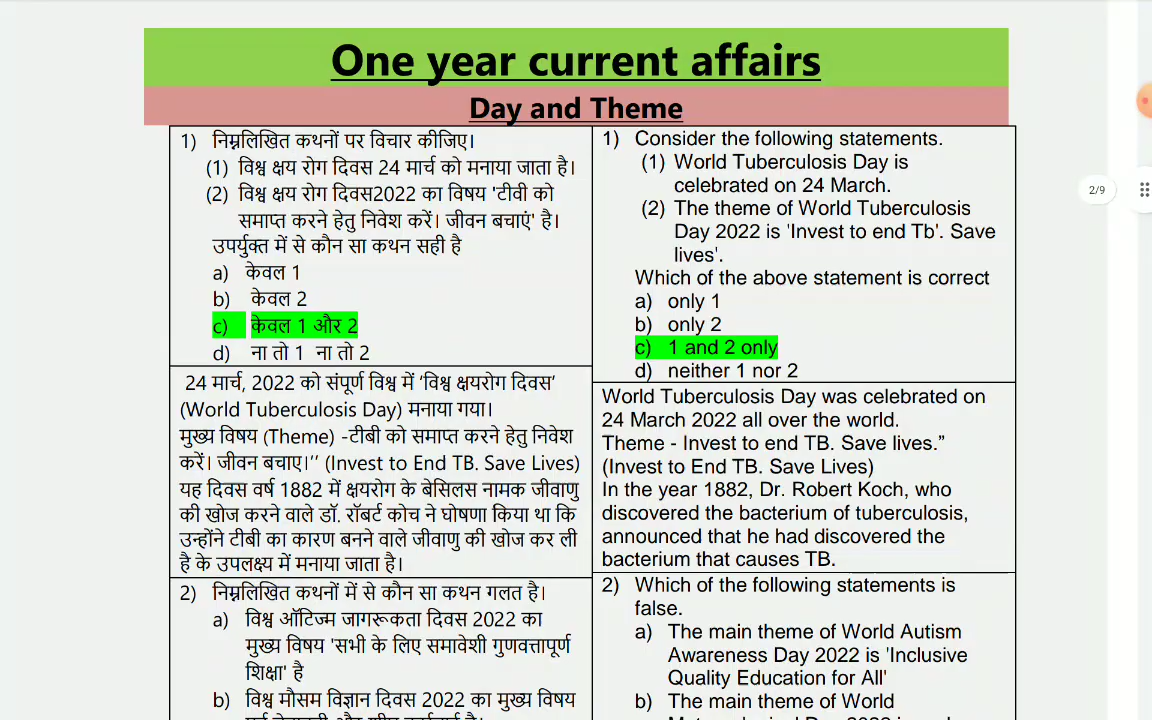 One year current affairs
Day and Theme
1) निम्नलिखित कथनों पर विचार कीजिए।
(1) विश्व क्षय रोग दिवस 24 मार्च को मनाया जाता है।
(2) विश्व क्षय रोग दिवस2022 का विषय 'टीवी को
समाप्त करने हेतु निवेश करें। जीवन बचाएं' है।
उपर्युक्त में से कौन सा कथन सही है
a) केवल 1
b) केवल 2
c) केवल 1 और 2
d) ना तो 1 ना तो 2
24 मार्च, 2022 को संपूर्ण विश्व में ‘विश्व क्षयरोग दिवस’
(World Tuberculosis Day) मनाया गया।
मुख्य विषय (Theme) -टीबी को समाप्त करने हेतु निवेश
करें। जीवन बचाए।’’ (Invest to End TB. Save Lives)
यह दिवस वर्ष 1882 में क्षयरोग के बेसिलस नामक जीवाणु
की खोज करने वाले डॉ. रॉबर्ट कोच ने घोषणा किया था कि
उन्होंने टीबी का कारण बनने वाले जीवाणु की खोज कर ली
है के उपलक्ष्य में मनाया जाता है।
2) निम्नलिखित कथनों में से कौन सा कथन गलत है।
a) विश्व ऑटिज्म जागरूकता दिवस 2022 का
मुख्य विषय 'सभी के लिए समावेशी गुणवत्तापूर्ण
शिक्षा' है
b) विश्व मौसम विज्ञान दिवस 2022 का मुख्य विषय
1) Consider the following statements.
(1) World Tuberculosis Day is
celebrated on 24 March.
(2) The theme of World Tuberculosis
Day 2022 is 'Invest to end Tb'. Save
lives'.
Which of the above statement is correct
a) only 1
b) only 2
c) 1 and 2 only
d) neither 1 nor 2
World Tuberculosis Day was celebrated on
24 March 2022 all over the world.
Theme - Invest to end TB. Save lives.”
(Invest to End TB. Save Lives)
In the year 1882, Dr. Robert Koch, who
discovered the bacterium of tuberculosis,
announced that he had discovered the
bacterium that causes TB.
2) Which of the following statements is
false.
a) The main theme of World Autism
Awareness Day 2022 is 'Inclusive
Quality Education for All'
b) The main theme of World
2/9